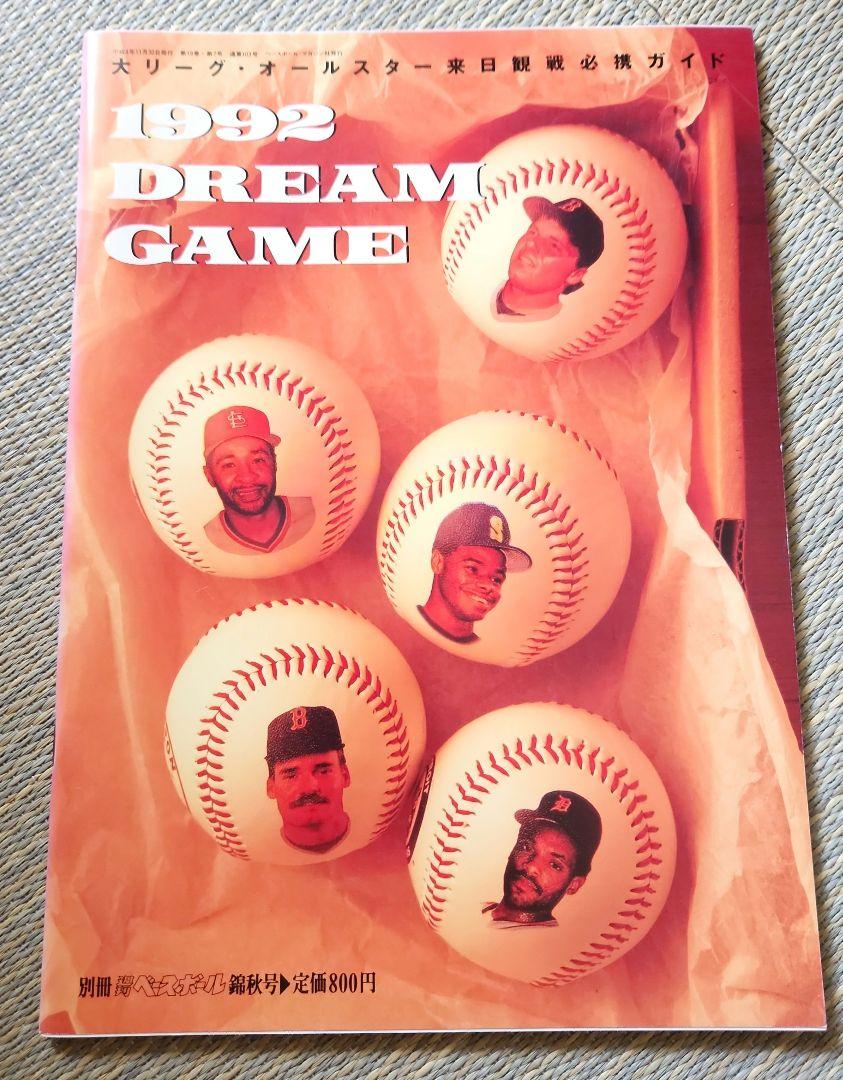 大リーグ・オールスター来日観戦必携ガイド
1992
DREAM
GAME
別冊 週刊ベースボール 錦秋号▶定価800円